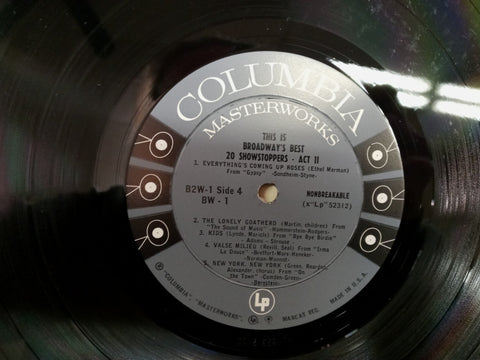 COLUMBIA
MASTERWORKS
THIS IS
BROADWAY'S BEST
20 SHOWSTOPPERS - ACT II
1. EVERYTHING'S COMING UP ROSES (Ethel Merman)
From "Gypsy" -Sondheim-Styne-
B2W-1 Side 4
BW - 1
NONBREAKABLE
(x"Lp" 52312)
2. THE LONELY GOATHERD (Martin, children) From
"The Sound of Music" -Hammerstein-Rodgers-
3. KIDS (Lynde, Marick) From "Bye Bye Birdie"
- Adams - Strouse -
4. VALSE MILIEU (Revill, Seal) From "Irma
La Douce" -Breffort-More-Heneker-
-Norman-Monnot-
5. NEW YORK, NEW YORK (Green, Reardon,
Alexander, chorus) From "On
the Town" -Comden-Green-
-Bernstein-
Lp
® "COLUMBIA", "MASTERWORKS", MARCAS REG. MADE IN U.S.A.